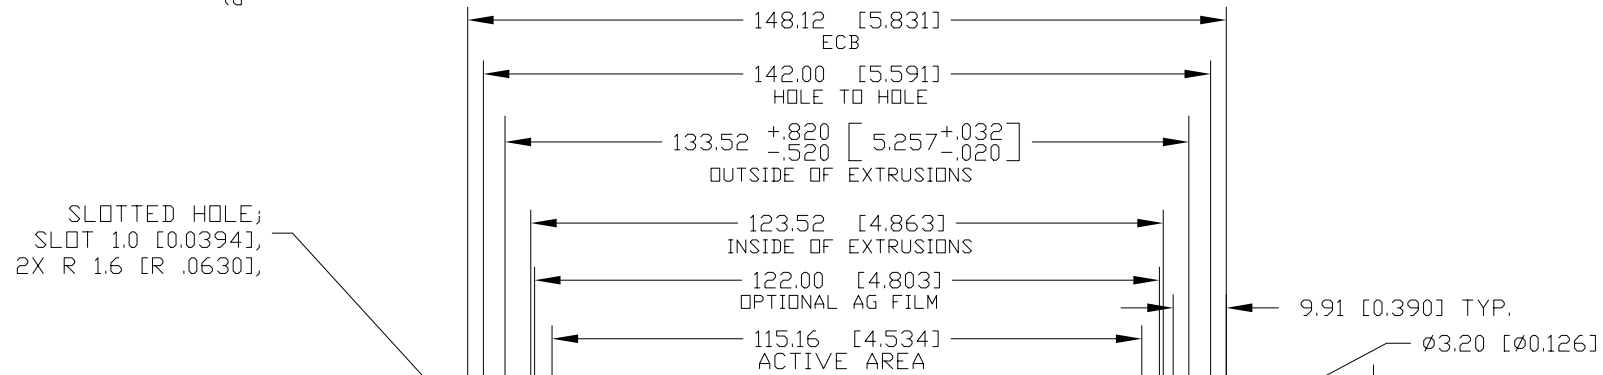 148.12 [5.831]
ECB
142.00 [5.591]
HOLE TO HOLE
133.52 +.820 -.520 [ 5.257 +.032 -.020 ]
OUTSIDE OF EXTRUSIONS
SLOTTED HOLE;
SLOT 1.0 [0.0394],
2X R 1.6 [R .0630],
123.52 [4.863]
INSIDE OF EXTRUSIONS
122.00 [4.803]
OPTIONAL AG FILM
9.91 [0.390] TYP.
115.16 [4.534]
ACTIVE AREA
Ø3.20 [Ø0.126]